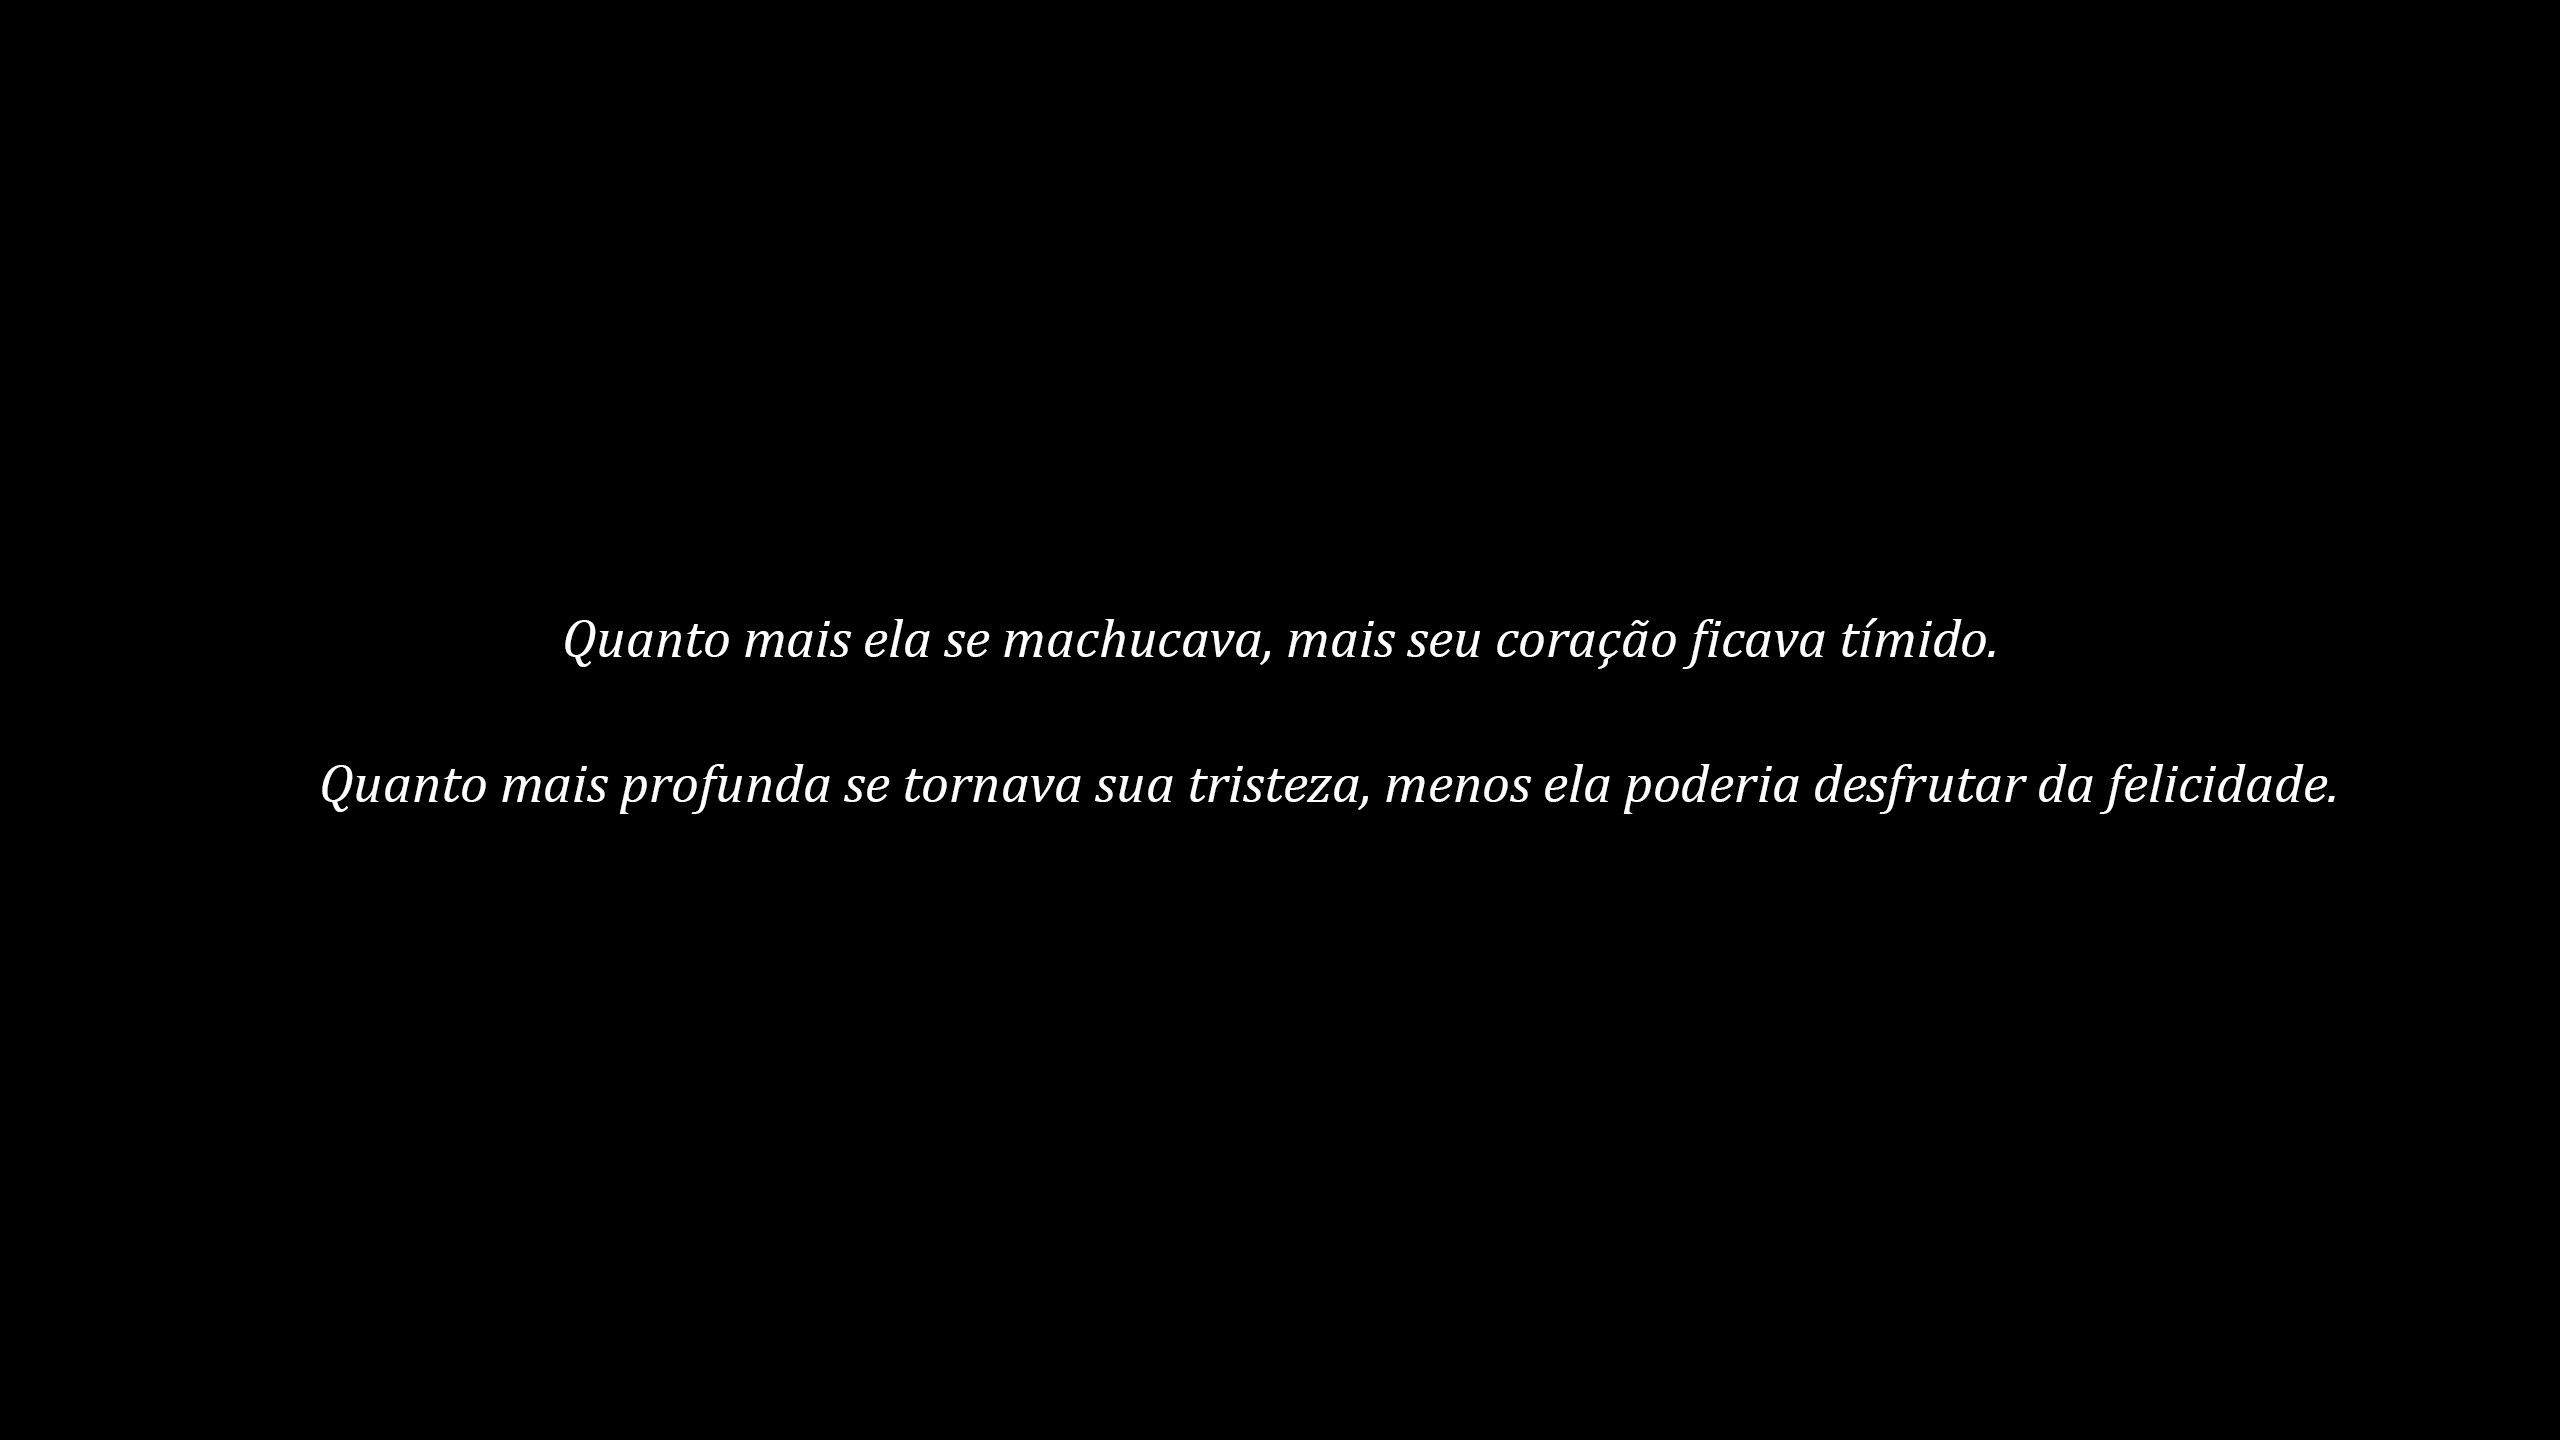 Quanto mais ela se machucava, mais seu coração ficava tímido.
Quanto mais profunda se tornava sua tristeza, menos ela poderia desfrutar da felicidade.